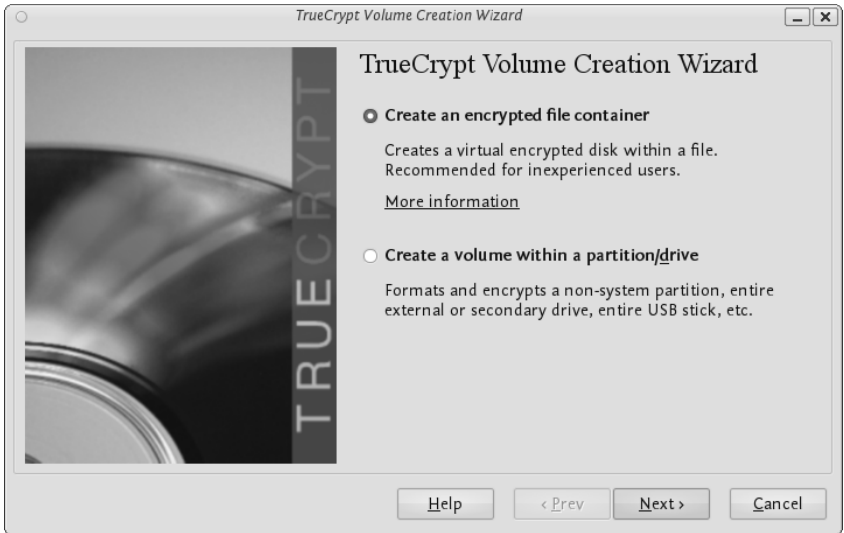 TrueCrypt Volume Creation Wizard
TRUECRYPT
TrueCrypt Volume Creation Wizard
Create an encrypted file container
Creates a virtual encrypted disk within a file.
Recommended for inexperienced users.
More information
Create a volume within a partition/drive
Formats and encrypts a non-system partition, entire
external or secondary drive, entire USB stick, etc.
Help
< Prev
Next >
Cancel